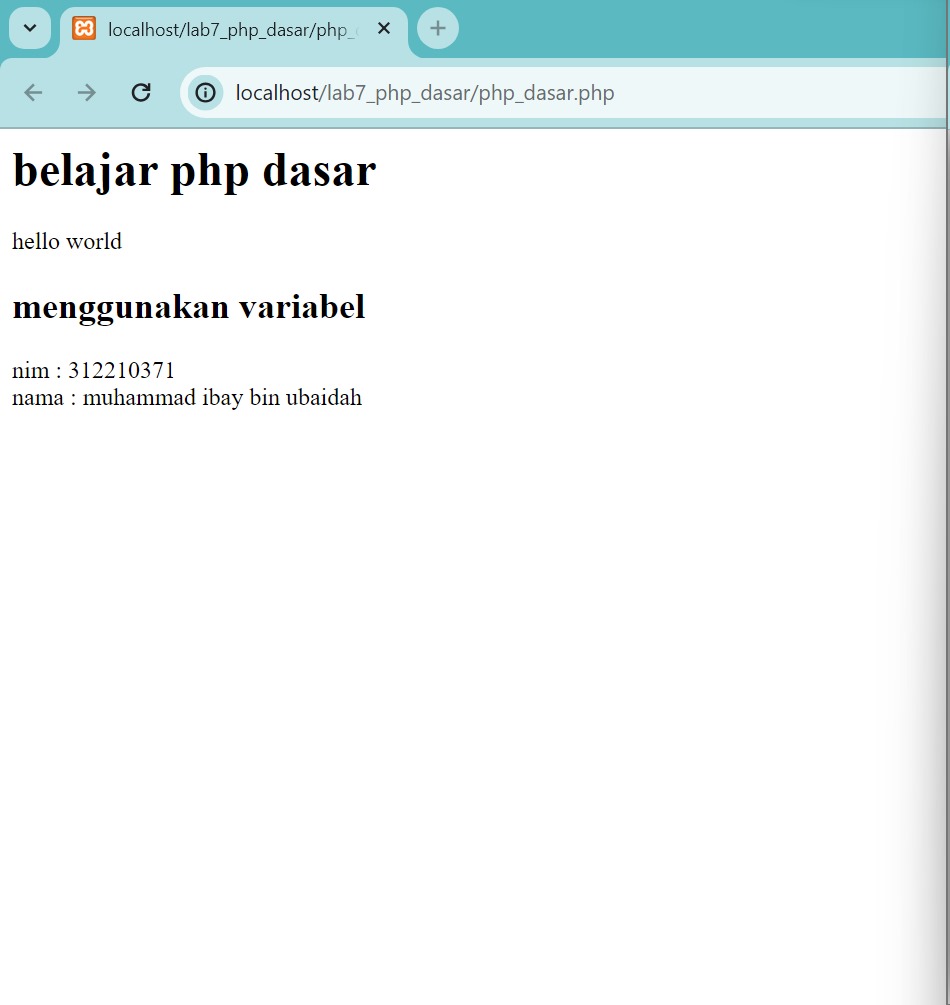 localhost/lab7_php_dasar/php_
localhost/lab7_php_dasar/php_dasar.php
belajar php dasar
hello world
menggunakan variabel
nim : 312210371
nama : muhammad ibay bin ubaidah